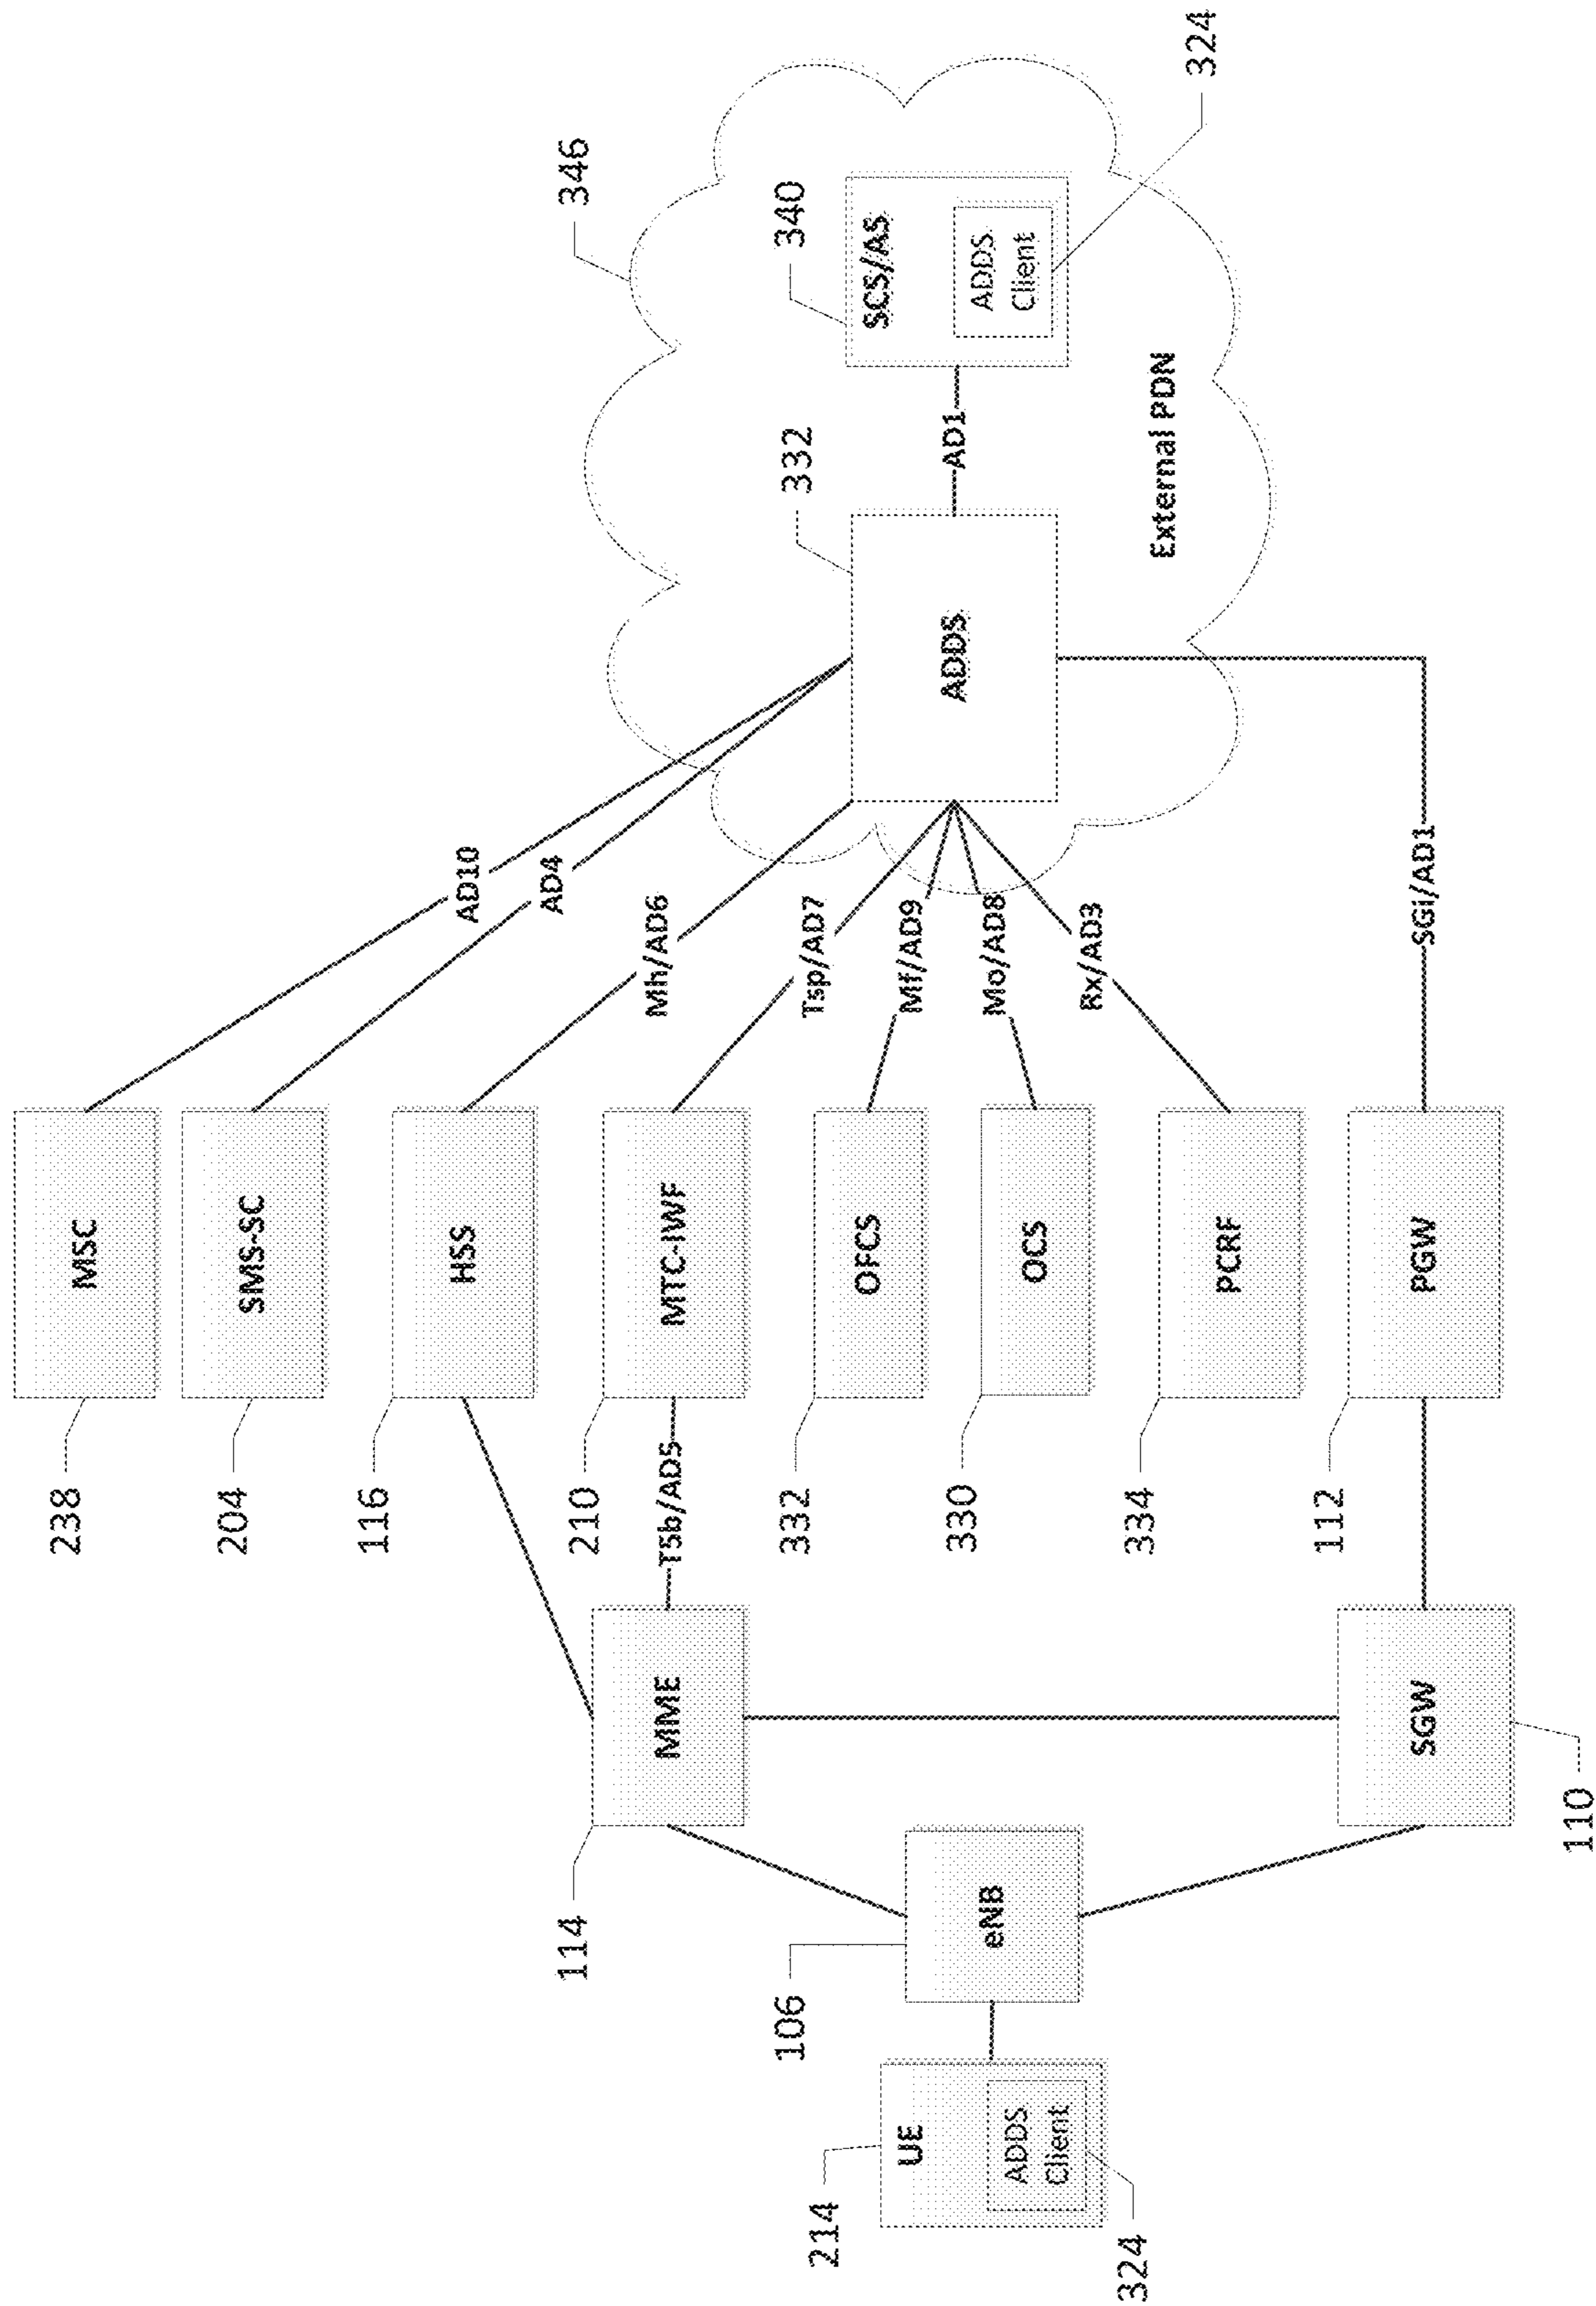 238
MSC
204
SMS-SC
116
HSS
210
MTC-IWF
332
OFCS
330
OCS
334
PCRF
112
PGW
114
MME
T5b/AD5
SGW
110
106
eNB
214
UE
ADDS
Client
324
AD10
AD4
Mh/AD6
Tsp/AD7
Mf/AD9
Mo/AD8
Rx/AD3
SGi/AD1
332
ADDS
AD1
346
340
SCS/AS
ADDS
Client
324
External PDN